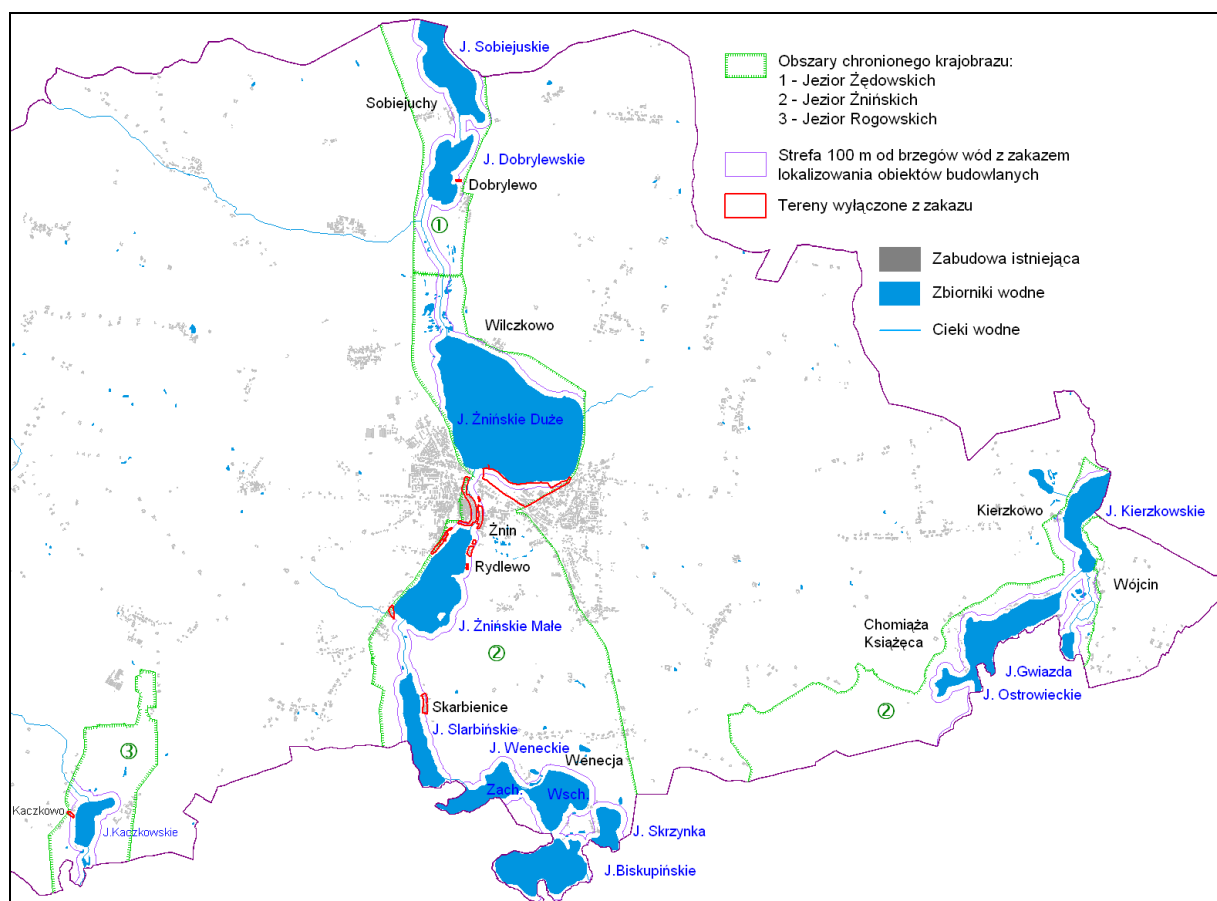 J. Sobiejuskie
Sobiejuchy
J. Dobrylewskie
Dobrylewo
①
Wilczkowo
J. Żnińskie Duże
Żnin
Rydlewo
J. Żnińskie Małe
②
Skarbienice
J. Slarbińskie
J. Weneckie
Wenecja
Zach.
Wsch.
J. Skrzynka
J.Biskupińskie
③
Kaczkowo
J.Kaczkowskie
Obszary chronionego krajobrazu:
1 - Jezior Żędowskich
2 - Jezior Żnińskich
3 - Jezior Rogowskich
Strefa 100 m od brzegów wód z zakazem
lokalizowania obiektów budowlanych
Tereny wyłączone z zakazu
Zabudowa istniejąca
Zbiorniki wodne
Cieki wodne
Kierzkowo
J. Kierzkowskie
Wójcin
Chomiąża
Książęca
J.Gwiazda
J. Ostrowieckie
②